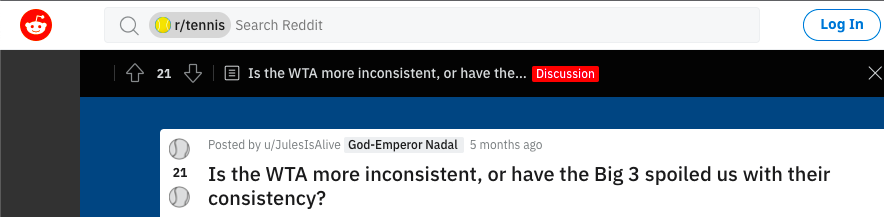 r/tennis Search Reddit Log In
21 Is the WTA more inconsistent, or have the... Discussion
Posted by u/JulesIsAlive God-Emperor Nadal 5 months ago
21 Is the WTA more inconsistent, or have the Big 3 spoiled us with their
consistency?